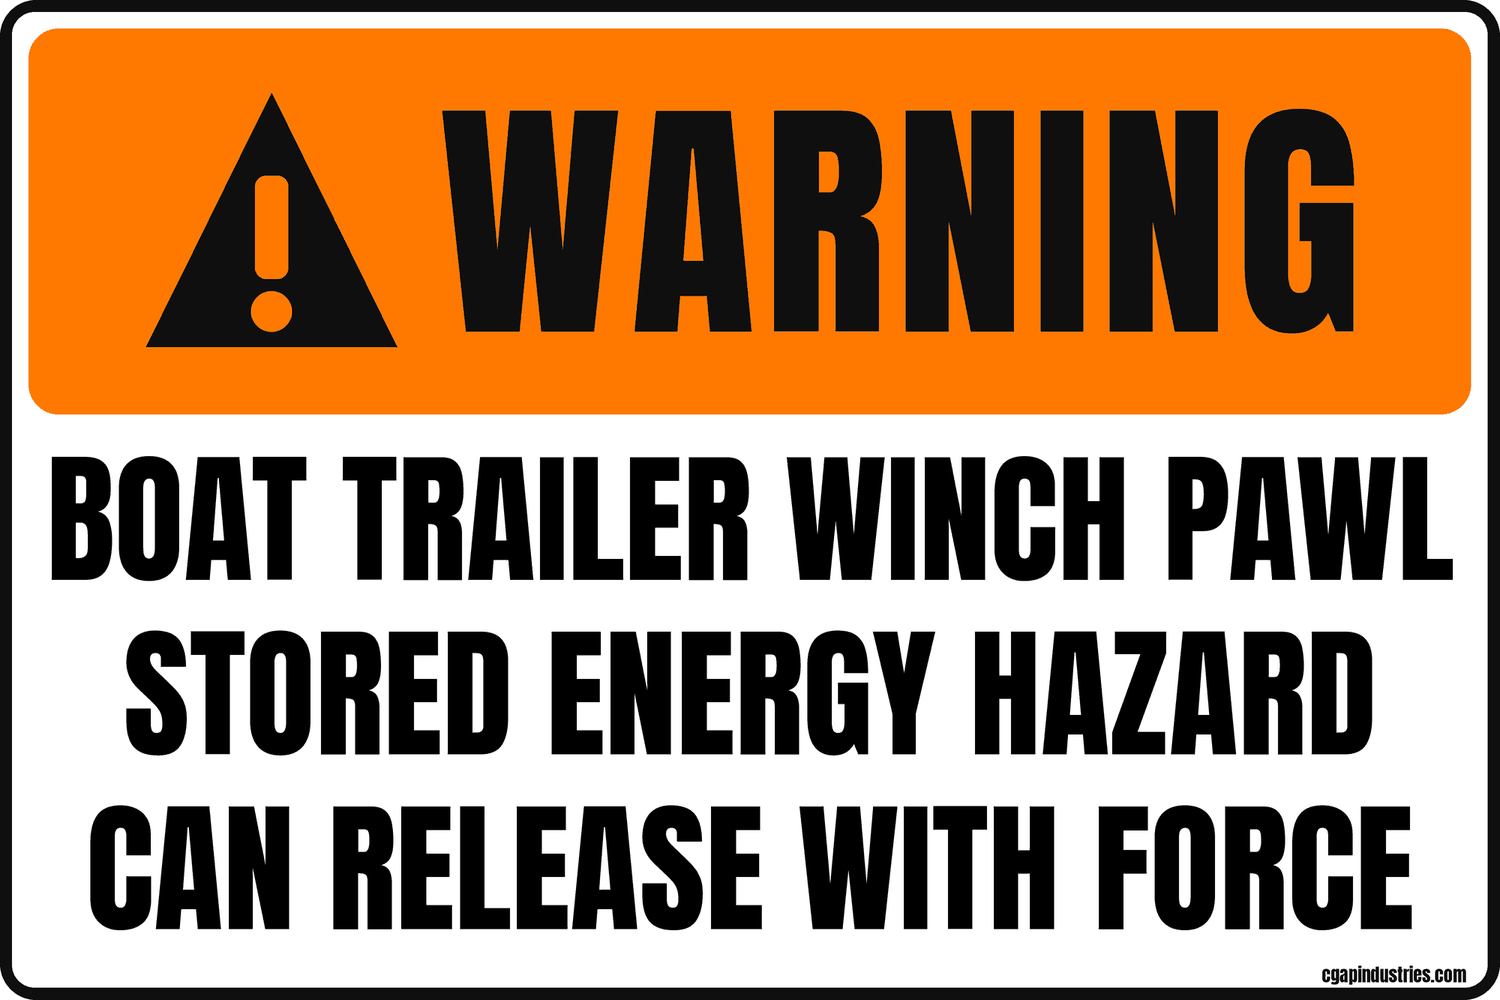 WARNING
BOAT TRAILER WINCH PAWL
STORED ENERGY HAZARD
CAN RELEASE WITH FORCE
cgapindustries.com